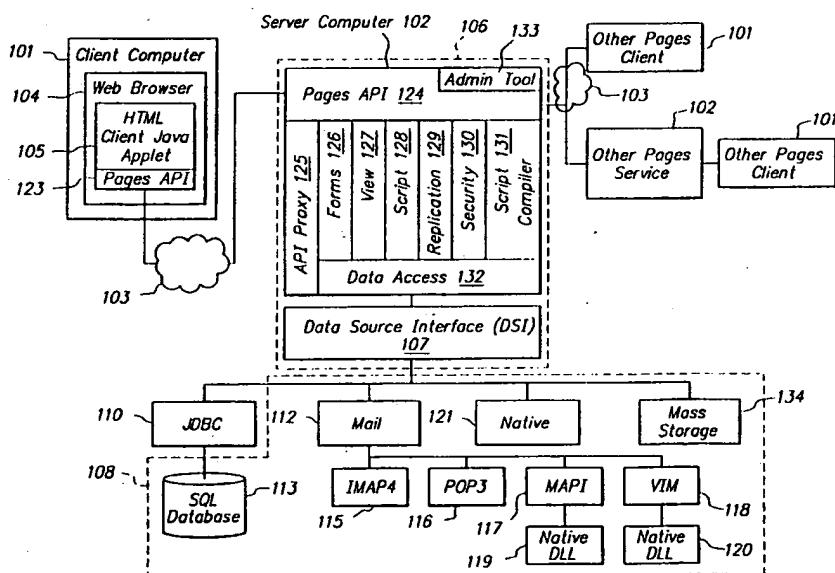 Server Computer 102
106
133
101
Client Computer
104
Web Browser
HTML
Client Java
Applet
105
123
Pages API
103
Pages API 124
Admin Tool
API Proxy 125
Forms 126
View 127
Script 128
Replication 129
Security 130
Script Compiler 131
Data Access 132
Data Source Interface (DSI)
107
Other Pages
Client
101
103
102
Other Pages
Service
101
Other Pages
Client
110
JDBC
112
Mail
121
Native
Mass
Storage
134
108
SQL
Database
113
IMAP4
115
POP3
116
MAPI
117
VIM
118
Native
DLL
119
Native
DLL
120